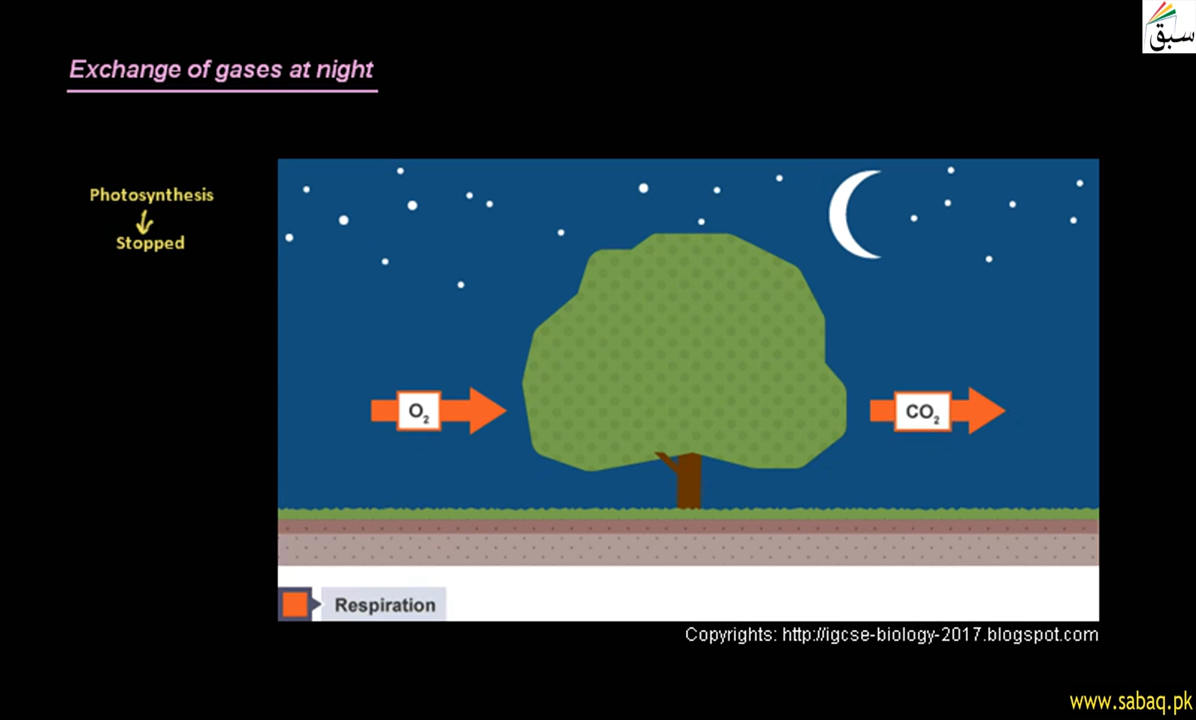 سبق
Exchange of gases at night
Photosynthesis
Stopped
O₂
CO₂
Respiration
Copyrights: http://igcse-biology-2017.blogspot.com
www.sabaq.pk